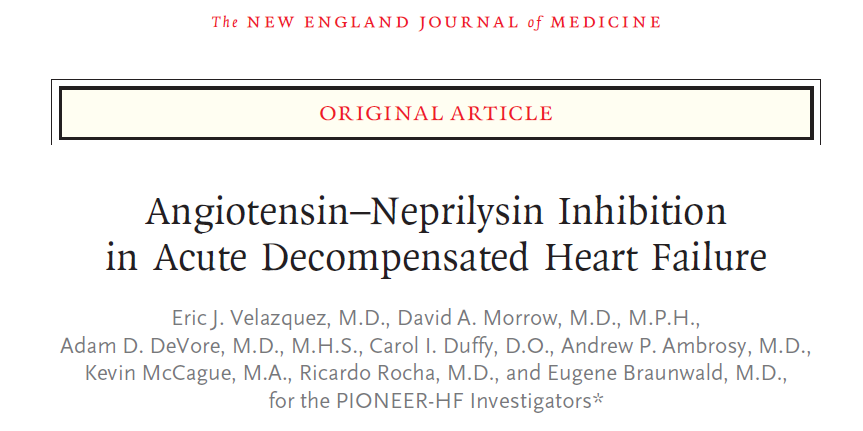 The NEW ENGLAND JOURNAL of MEDICINE
ORIGINAL ARTICLE
Angiotensin–Neprilysin Inhibition
in Acute Decompensated Heart Failure
Eric J. Velazquez, M.D., David A. Morrow, M.D., M.P.H.,
Adam D. DeVore, M.D., M.H.S., Carol I. Duffy, D.O., Andrew P. Ambrosy, M.D.,
Kevin McCague, M.A., Ricardo Rocha, M.D., and Eugene Braunwald, M.D.,
for the PIONEER-HF Investigators*